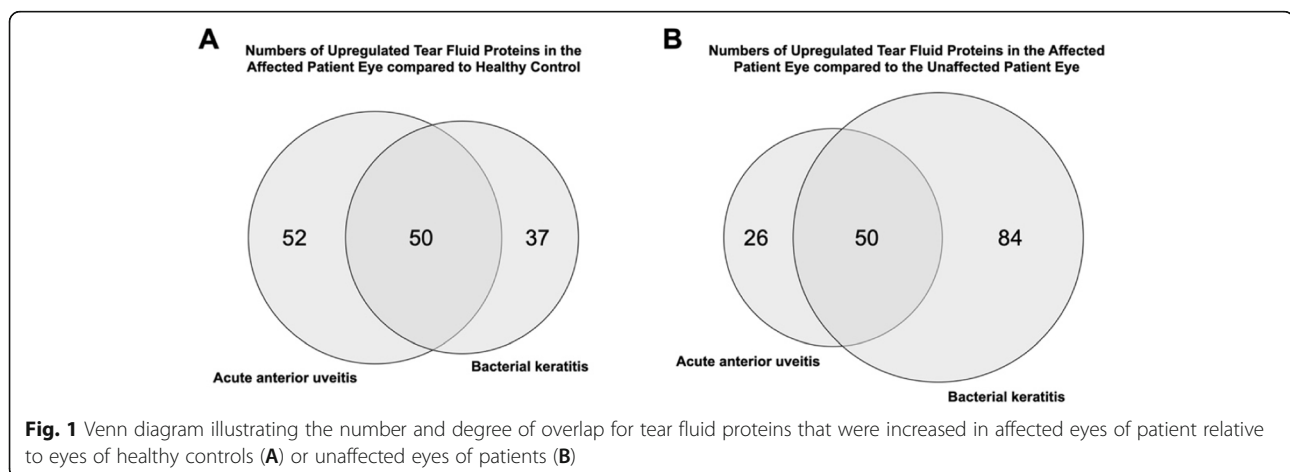 A
Numbers of Upregulated Tear Fluid Proteins in the
Affected Patient Eye compared to Healthy Control
52
50
37
Acute anterior uveitis
Bacterial keratitis
B
Numbers of Upregulated Tear Fluid Proteins in the Affected
Patient Eye compared to the Unaffected Patient Eye
26
50
84
Acute anterior uveitis
Bacterial keratitis
Fig. 1 Venn diagram illustrating the number and degree of overlap for tear fluid proteins that were increased in affected eyes of patient relative
to eyes of healthy controls (A) or unaffected eyes of patients (B)